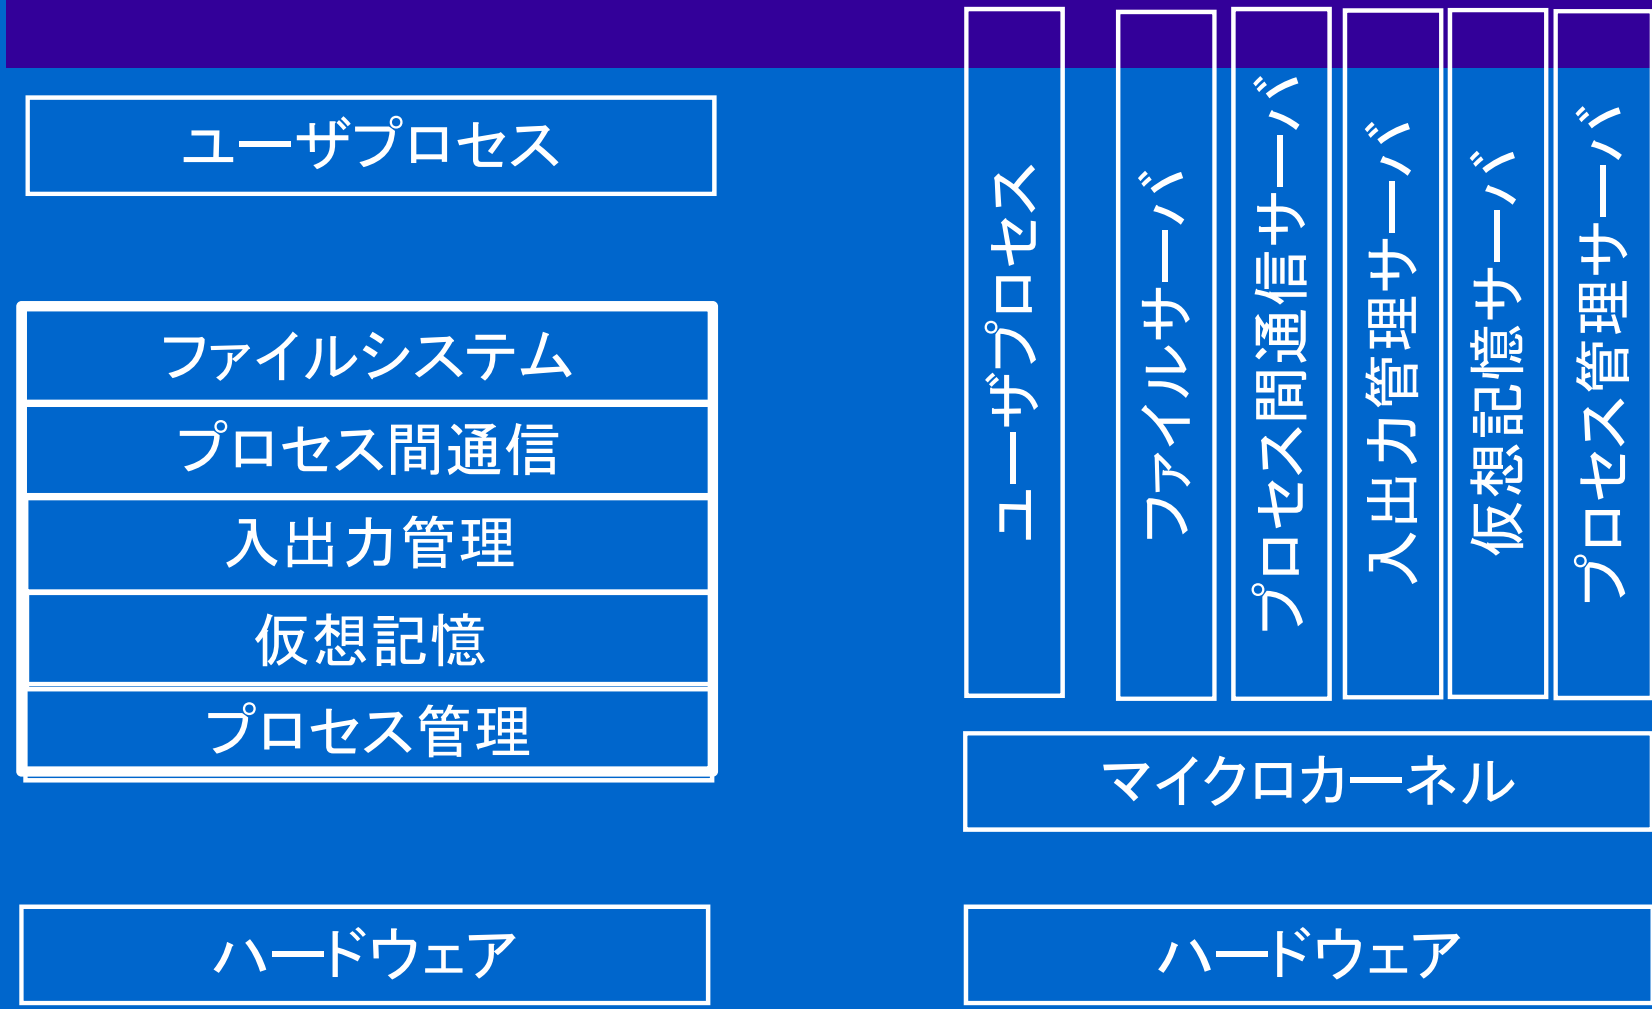 ユーザプロセス
ファイルシステム
プロセス間通信
入出力管理
仮想記憶
プロセス管理
ハードウェア
ユーザプロセス
ファイルサーバ
プロセス間通信サーバ
入出力管理サーバ
仮想記憶サーバ
プロセス管理サーバ
マイクロカーネル
ハードウェア